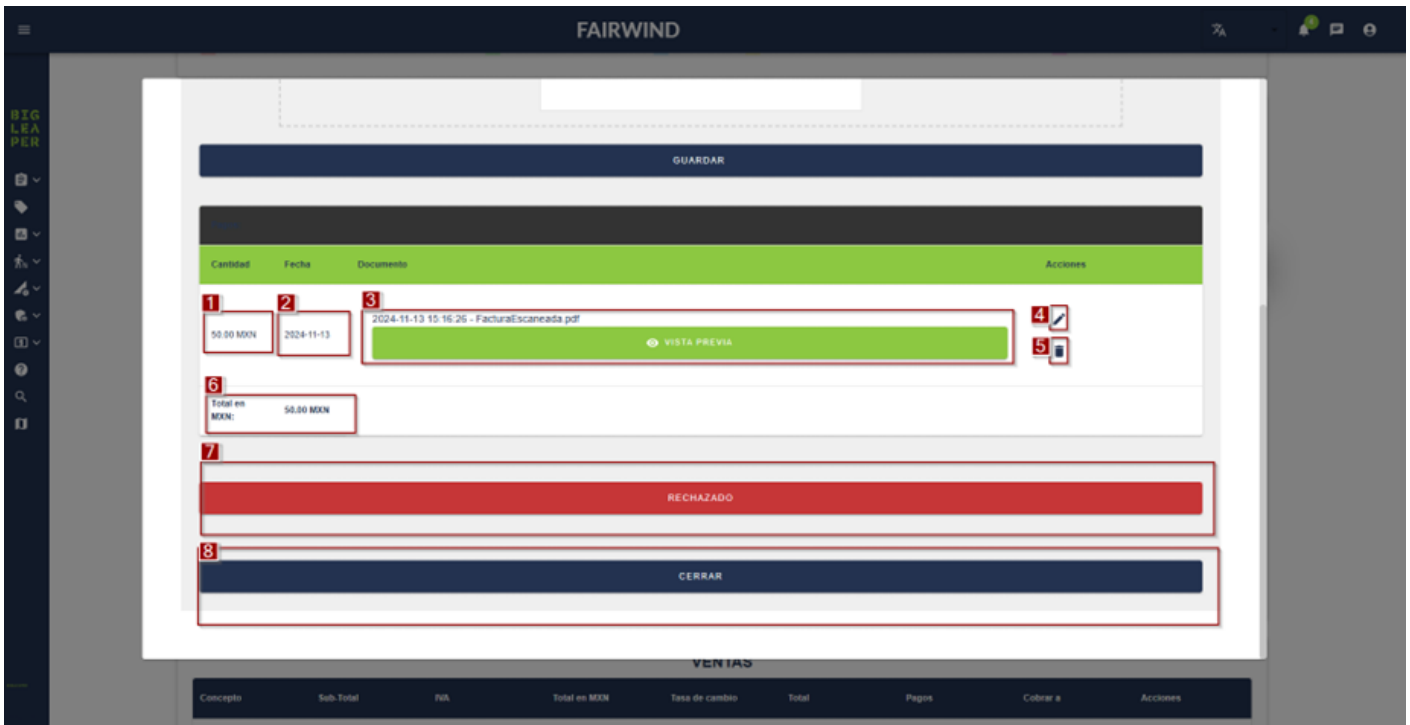 FAIRWIND
BIG
LEAP
ER
GUARDAR
Cantidad Fecha Documento Acciones
1 2 3 4
50.00 MXN 2024-11-13 2024-11-13 15:16:26 - FacturaEscaneada.pdf
VISTA PREVIA
5
6
Total en
MXN: 50.00 MXN
7
RECHAZADO
8
CERRAR
VENTAS
Concepto Sub-Total IVA Total en MXN Tasa de cambio Total Pagos Cobrar a Acciones